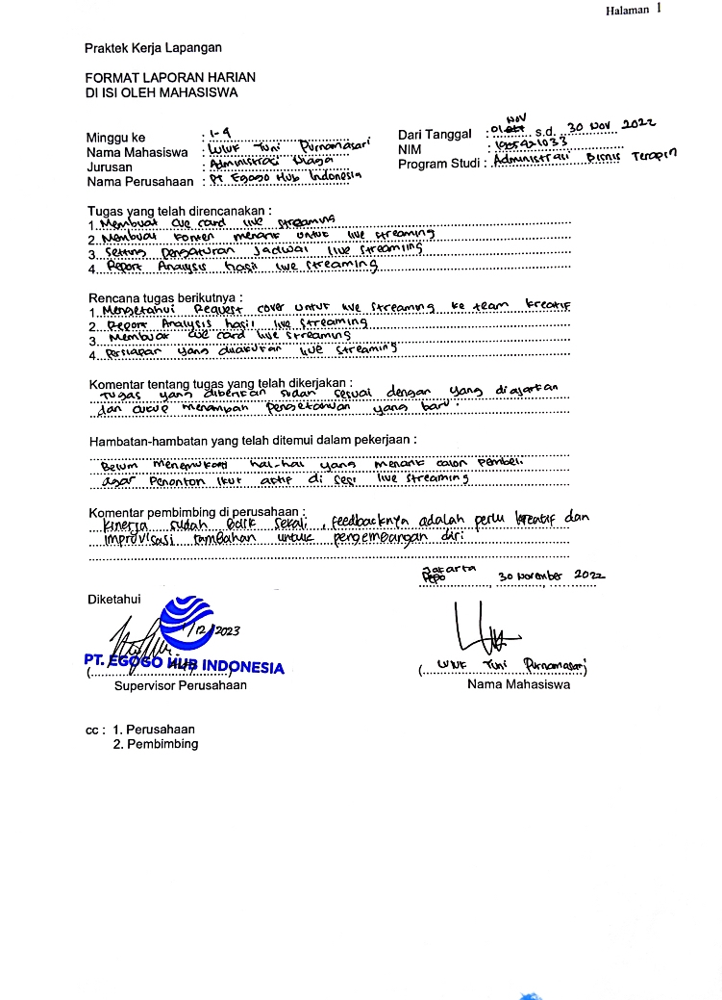 Halaman 1
Praktek Kerja Lapangan
FORMAT LAPORAN HARIAN
DI ISI OLEH MAHASISWA
Minggu ke : 1-4
Nama Mahasiswa : Wiwik Tuni Purnamasari
Jurusan : Administrasi Niaga
Nama Perusahaan : PT Egogo Hub Indonesia
Nov
Dari Tanggal : 01 s.d. 30 Nov 2022
NIM :
Program Studi : Administrasi Bisnis Terapan
Tugas yang telah direncanakan :
1. Membuat cue card live streaming
2. Membuat konten menarik untuk live streaming
3. Setting pengaturan Jadwal live streaming
4. Report Analysis hasil live streaming
Rencana tugas berikutnya :
1. Mengetahui Request cover untuk live streaming ke team kreatif
2. Report Analysis hasil live streaming
3. Membuat cue card live streaming
4. Persiapan yang dilakukan live streaming
Komentar tentang tugas yang telah dikerjakan :
Tugas yang diberikan sudah sesuai dengan yang diajarkan
dan cukup menambah pengetahuan yang baru.
Hambatan-hambatan yang telah ditemui dalam pekerjaan :
Belum menemukan hal-hal yang menarik calon pembeli
agar Penonton ikut aktif di sesi live streaming
Komentar pembimbing di perusahaan :
kinerja sudah baik sekali, feedbacknya adalah perlu kreatif dan
improvisasi tambahan untuk pengembangan diri
Jakarta
30 November 2022
Diketahui
1/12/2023
PT. EGOGO HUB INDONESIA
Supervisor Perusahaan
(Wiwik Tuni Purnamasari)
Nama Mahasiswa
cc : 1. Perusahaan
2. Pembimbing